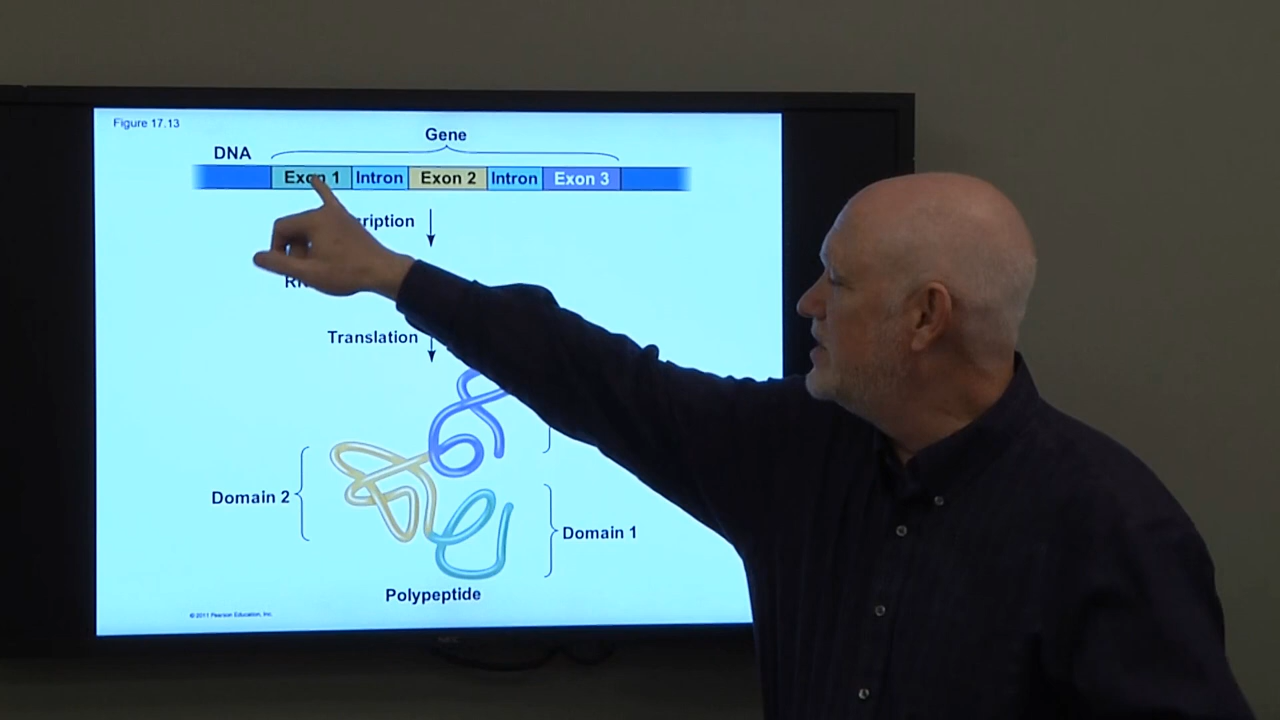 Figure 17.13
Gene
DNA
Exon 1 Intron Exon 2 Intron Exon 3
Translation
Domain 2
Domain 1
Polypeptide
© 2011 Pearson Education, Inc.
NEC